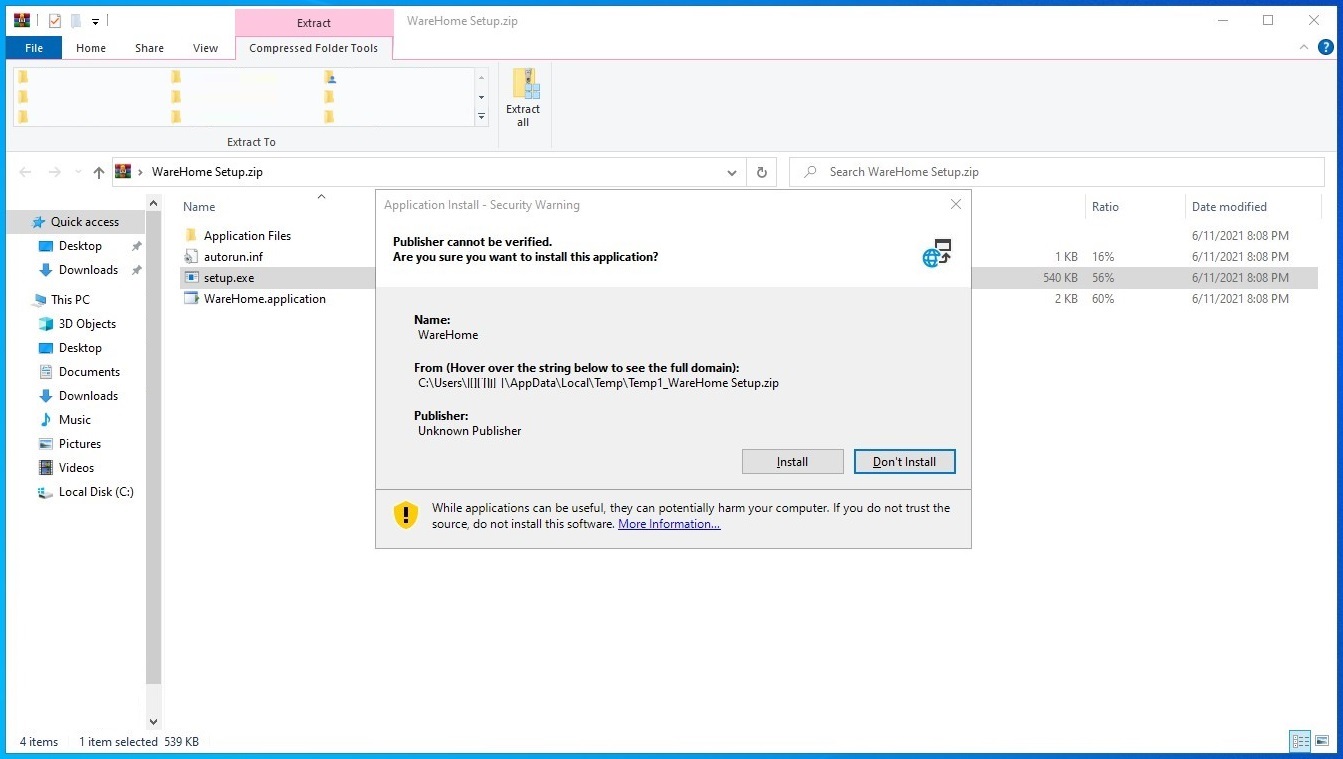 Extract
WareHome Setup.zip
File
Home
Share
View
Compressed Folder Tools
Extract To
Extract
all
WareHome Setup.zip
Search WareHome Setup.zip
Quick access
Desktop
Downloads
This PC
3D Objects
Desktop
Documents
Downloads
Music
Pictures
Videos
Local Disk (C:)
Name
Ratio
Date modified
Application Files
6/11/2021 8:08 PM
autorun.inf
1 KB
16%
6/11/2021 8:08 PM
setup.exe
540 KB
56%
6/11/2021 8:08 PM
WareHome.application
2 KB
60%
6/11/2021 8:08 PM
Application Install - Security Warning
Publisher cannot be verified.
Are you sure you want to install this application?
Name:
WareHome
From (Hover over the string below to see the full domain):
C:\Users\ \AppData\Local\Temp\Temp1_WareHome Setup.zip
Publisher:
Unknown Publisher
Install
Don't Install
While applications can be useful, they can potentially harm your computer. If you do not trust the
source, do not install this software. More Information...
4 items
1 item selected 539 KB